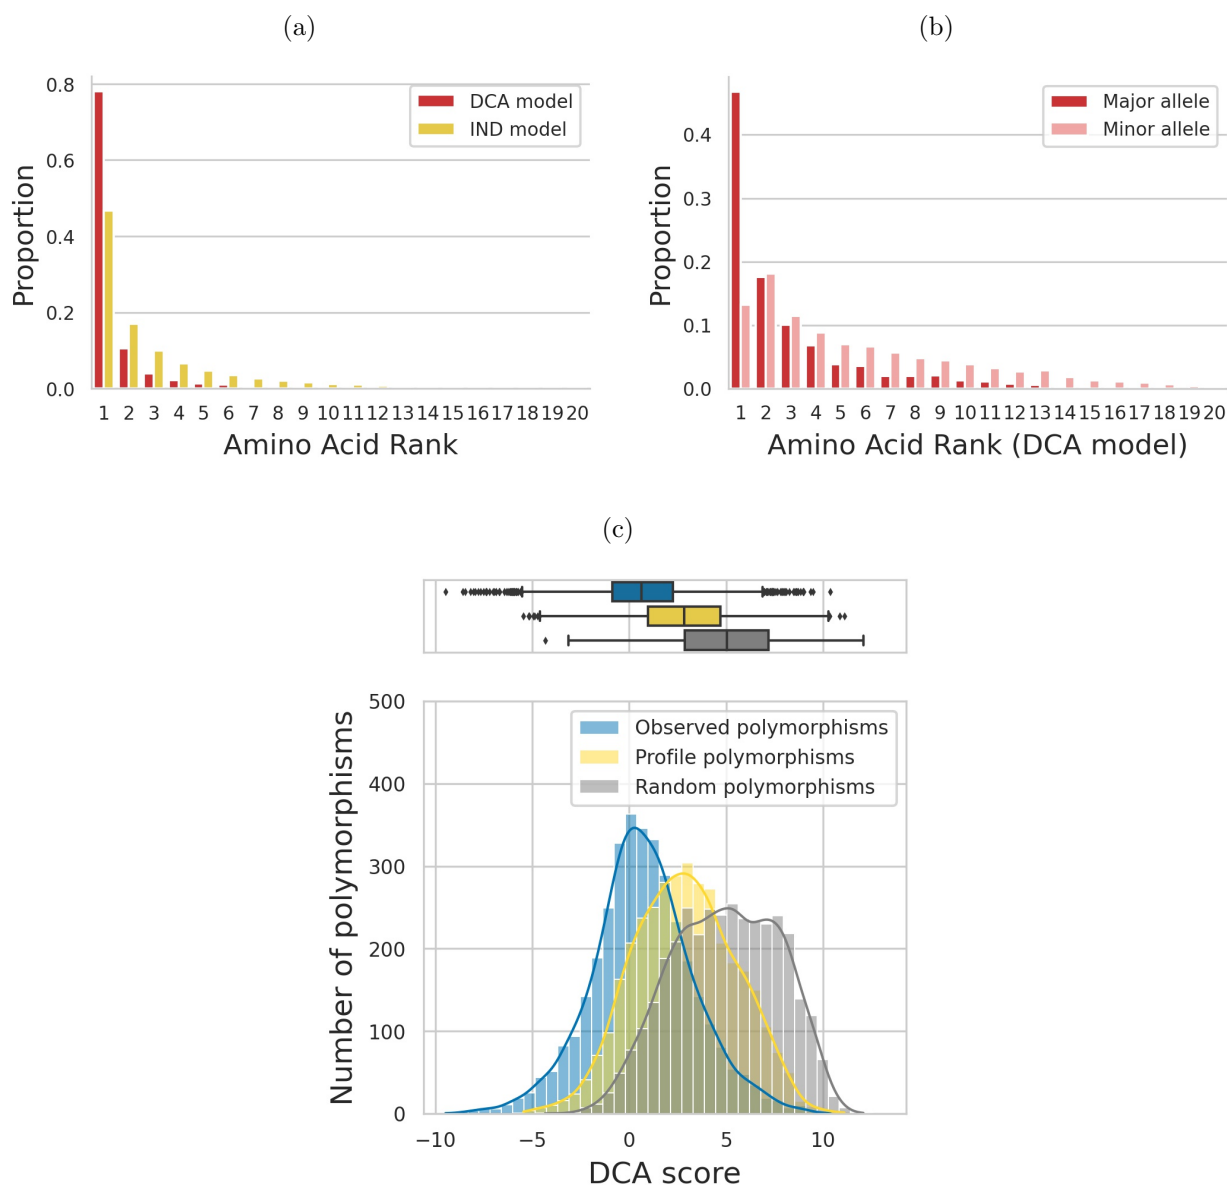 (a)
0.8
0.6
0.4
0.2
0.0
Proportion
DCA model
IND model
1 2 3 4 5 6 7 8 9 10 11 12 13 14 15 16 17 18 19 20
Amino Acid Rank
(b)
0.4
0.3
0.2
0.1
0.0
Proportion
Major allele
Minor allele
1 2 3 4 5 6 7 8 9 10 11 12 13 14 15 16 17 18 19 20
Amino Acid Rank (DCA model)
(c)
500
400
300
200
100
0
Number of polymorphisms
Observed polymorphisms
Profile polymorphisms
Random polymorphisms
−10 −5 0 5 10
DCA score